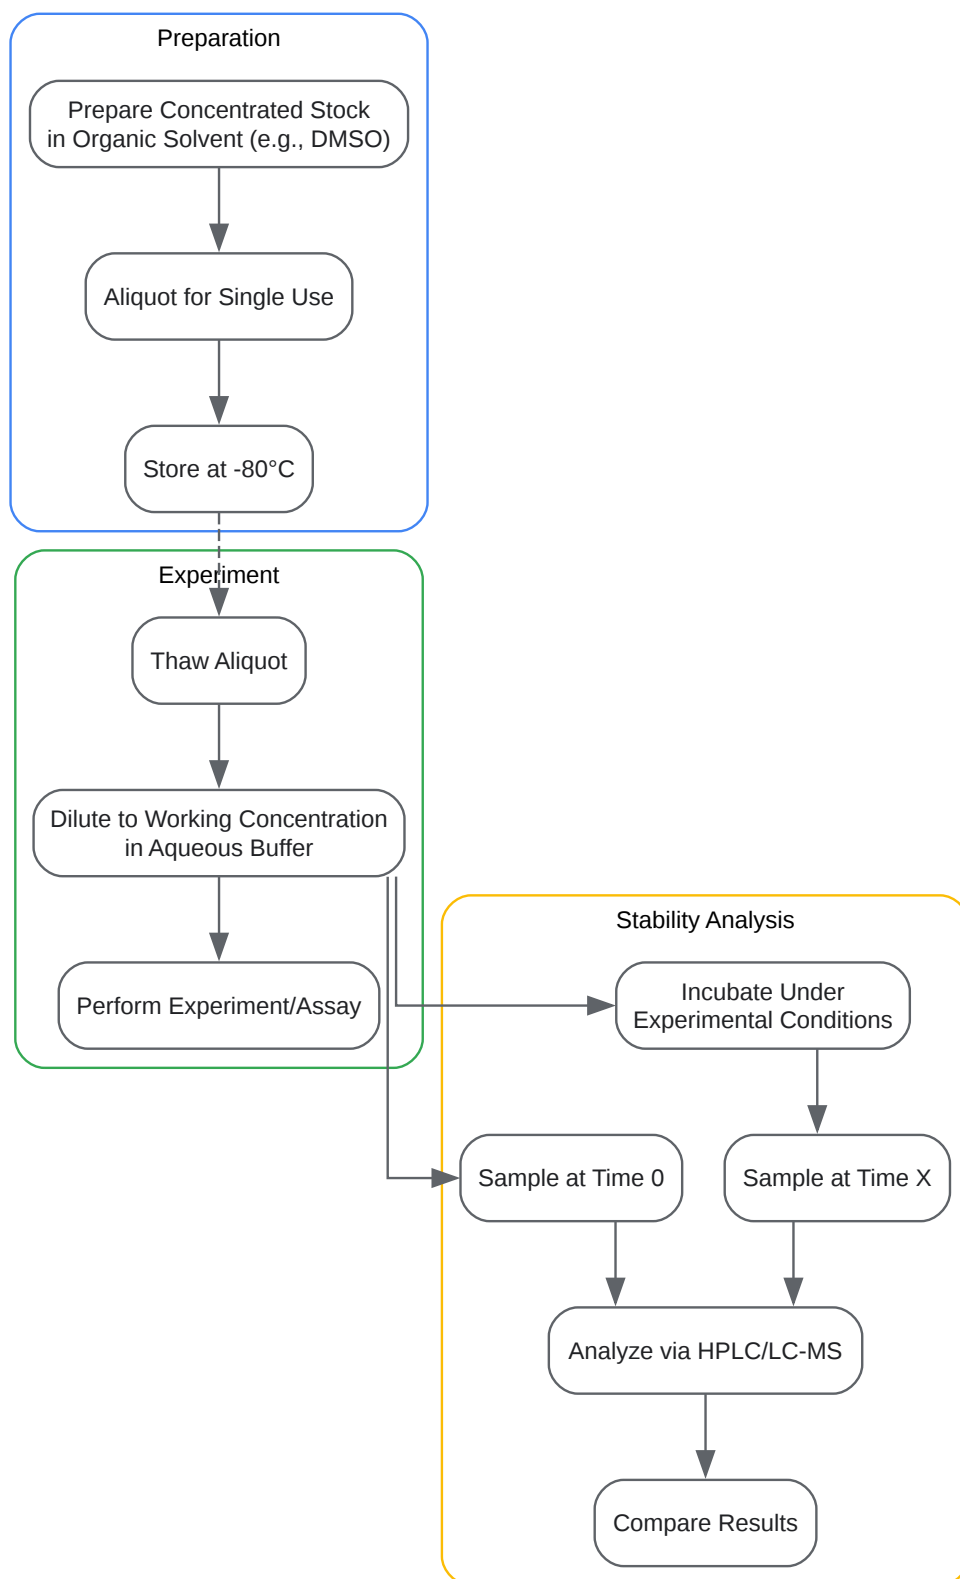 Preparation
Prepare Concentrated Stock
in Organic Solvent (e.g., DMSO)
Aliquot for Single Use
Store at -80°C
Experiment
Thaw Aliquot
Dilute to Working Concentration
in Aqueous Buffer
Perform Experiment/Assay
Stability Analysis
Incubate Under
Experimental Conditions
Sample at Time 0
Sample at Time X
Analyze via HPLC/LC-MS
Compare Results